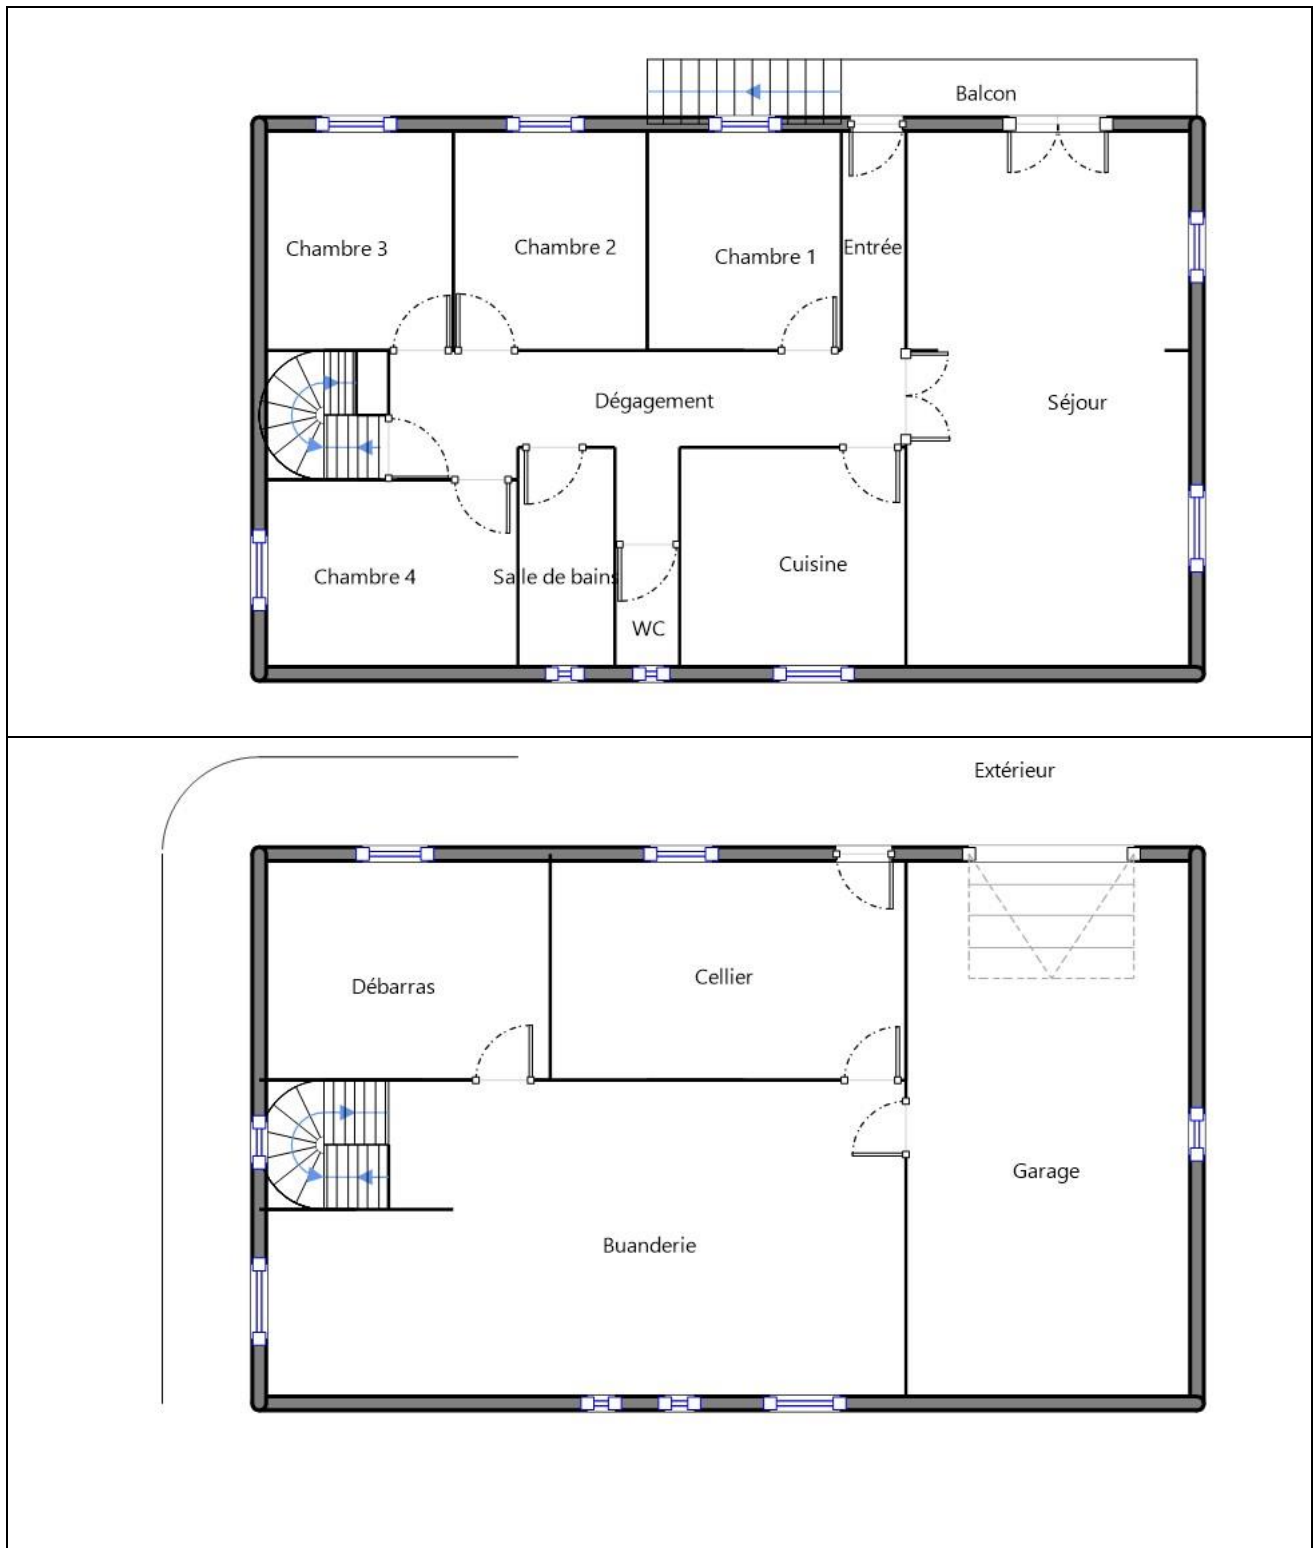 Balcon
Chambre 3
Chambre 2
Chambre 1
Entrée
Dégagement
Séjour
Chambre 4
Salle de bains
Cuisine
WC
Extérieur
Débarras
Cellier
Garage
Buanderie